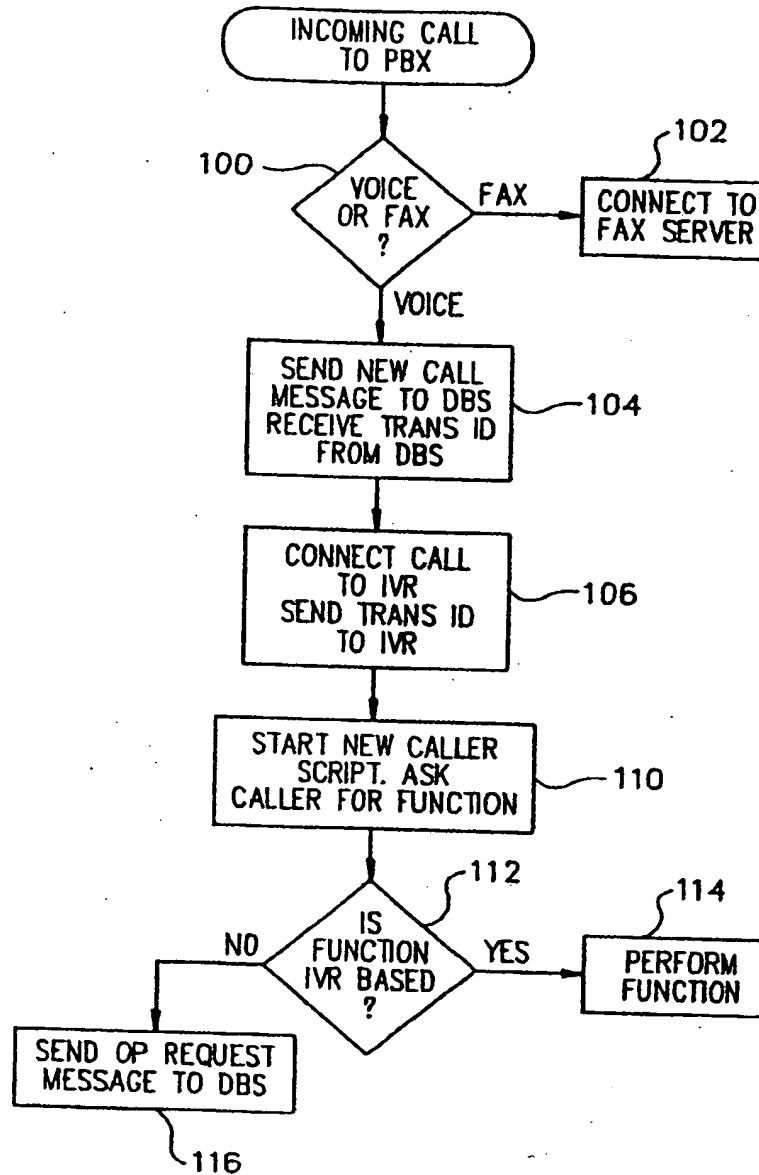 INCOMING CALL
TO PBX
100
VOICE
OR FAX
?
FAX
102
CONNECT TO
FAX SERVER
VOICE
SEND NEW CALL
MESSAGE TO DBS
RECEIVE TRANS ID
FROM DBS
104
CONNECT CALL
TO IVR
SEND TRANS ID
TO IVR
106
START NEW CALLER
SCRIPT. ASK
CALLER FOR FUNCTION
110
112
IS
FUNCTION
IVR BASED
?
NO
YES
114
PERFORM
FUNCTION
SEND OP REQUEST
MESSAGE TO DBS
116